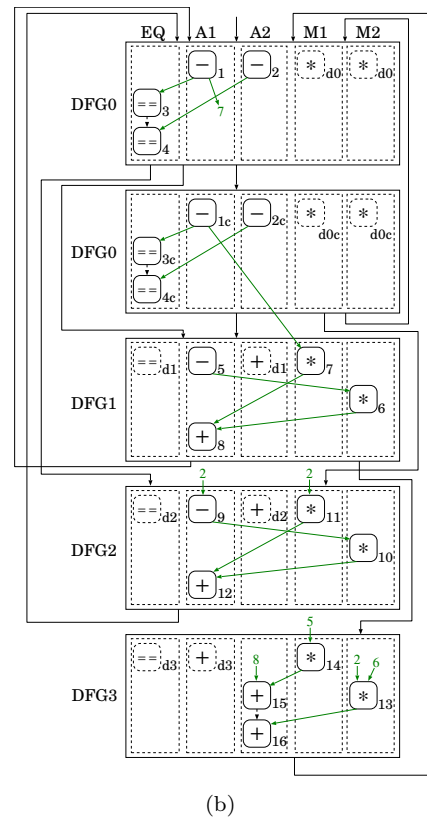 EQ A1 A2 M1 M2
− 1 − 2 * d0 * d0
DFG0
== 3
7
== 4
− 1c − 2c * d0c * d0c
DFG0
== 3c
== 4c
== d1 − 5 + d1 * 7
DFG1
* 6
+ 8
2 2
== d2 − 9 + d2 * 11
DFG2
* 10
+ 12
5
== d3 + d3 * 14
8 2 6
DFG3
+ 15 * 13
+ 16
(b)